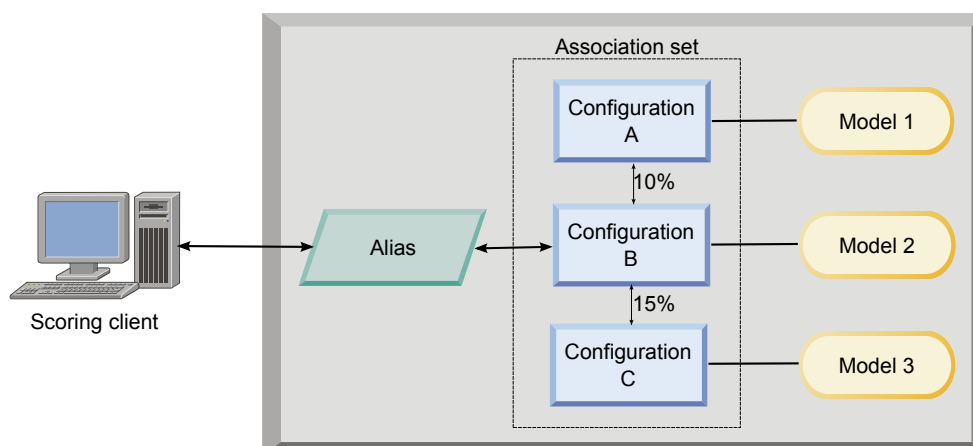 Association set
Configuration
A
Model 1
10%
Scoring client
Alias
Configuration
B
Model 2
15%
Configuration
C
Model 3